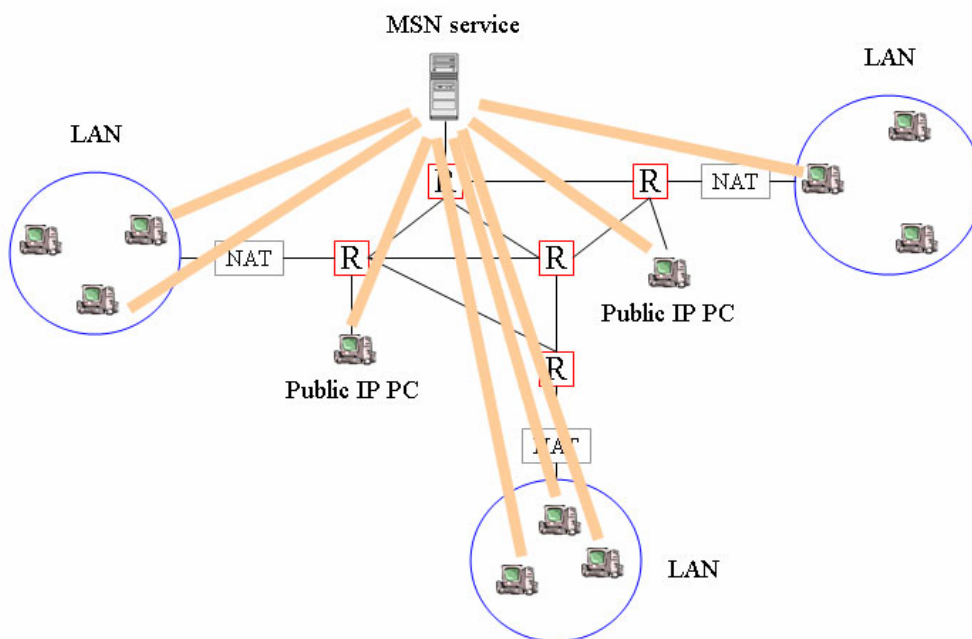 MSN service
LAN
LAN
R
R
NAT
NAT
R
R
Public IP PC
R
Public IP PC
NAT
LAN